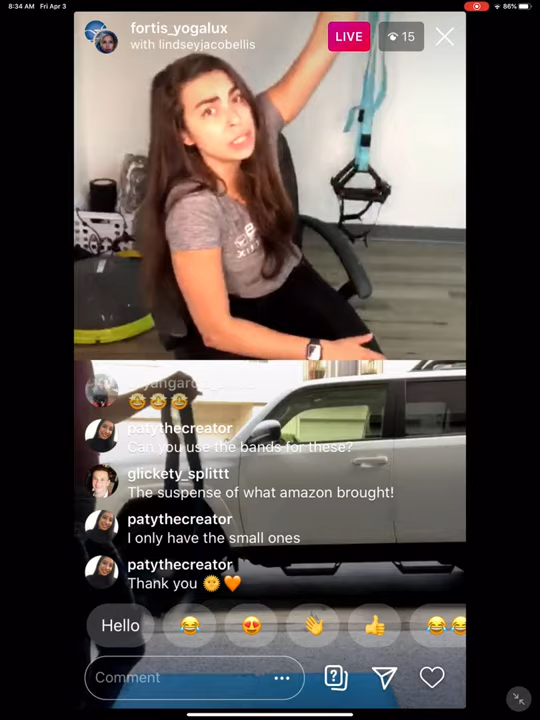 8:34 AM Fri Apr 3
86%
fortis_yogalux
with lindseyjacobellis
LIVE
15
🤩🤩🤩
patythecreator
Can you use the bands for these?
glickety_splittt
The suspense of what amazon brought!
patythecreator
I only have the small ones
patythecreator
Thank you 🌞🧡
Hello 😂 😍 👋 👍 😂😂
Comment